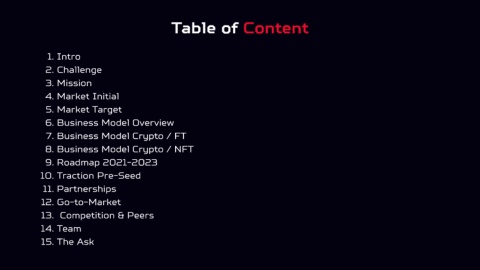 Table of Content
1. Intro
2. Challenge
3. Mission
4. Market Initial
5. Market Target
6. Business Model Overview
7. Business Model Crypto / FT
8. Business Model Crypto / NFT
9. Roadmap 2021-2023
10. Traction Pre-Seed
11. Partnerships
12. Go-to-Market
13. Competition & Peers
14. Team
15. The Ask